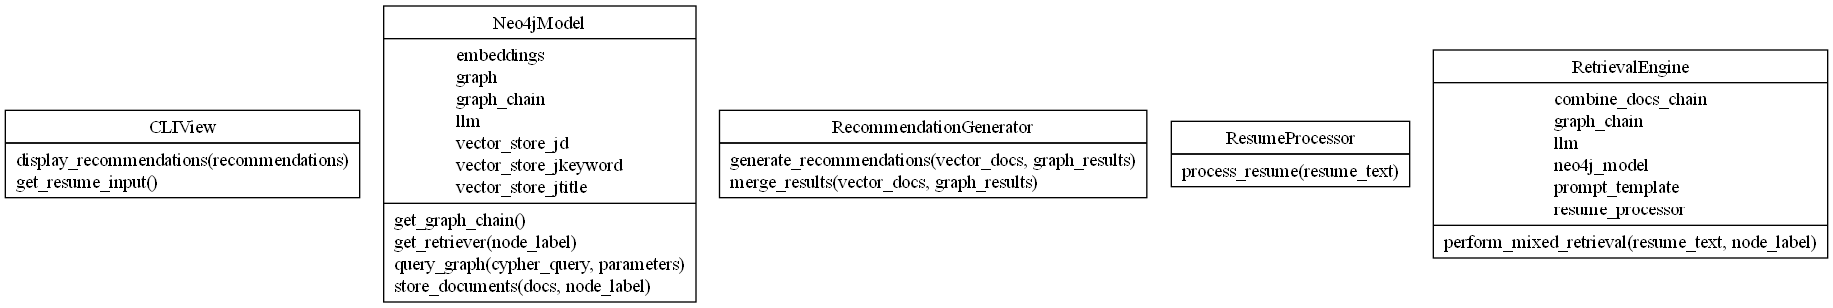 CLIView
display_recommendations(recommendations)
get_resume_input()
Neo4jModel
embeddings
graph
graph_chain
llm
vector_store_jd
vector_store_jkeyword
vector_store_jtitle
get_graph_chain()
get_retriever(node_label)
query_graph(cypher_query, parameters)
store_documents(docs, node_label)
RecommendationGenerator
generate_recommendations(vector_docs, graph_results)
merge_results(vector_docs, graph_results)
ResumeProcessor
process_resume(resume_text)
RetrievalEngine
combine_docs_chain
graph_chain
llm
neo4j_model
prompt_template
resume_processor
perform_mixed_retrieval(resume_text, node_label)